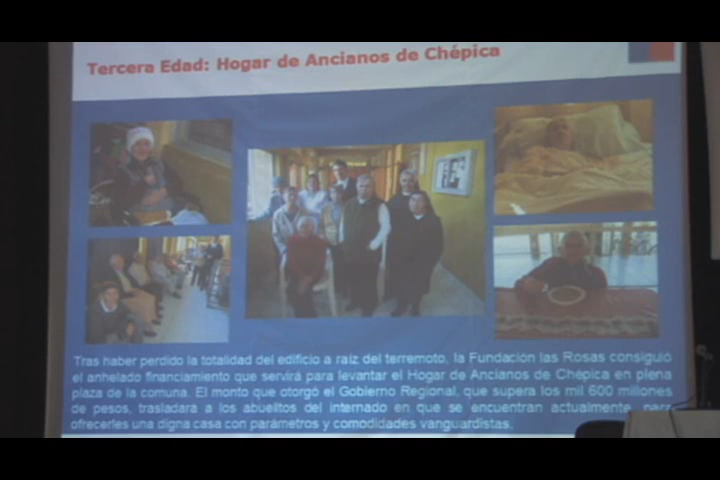 Tercera Edad: Hogar de Ancianos de Chépica
Tras haber perdido la totalidad del edificio a raíz del terremoto, la Fundación las Rosas consiguió
el anhelado financiamiento que servirá para levantar el Hogar de Ancianos de Chépica en plena
plaza de la comuna. El monto que otorgó el Gobierno Regional, que supera los mil 600 millones
de pesos, trasladará a los abuelitos del internado en que se encuentran actualmente, para
ofrecerles una digna casa con parámetros y comodidades vanguardistas.